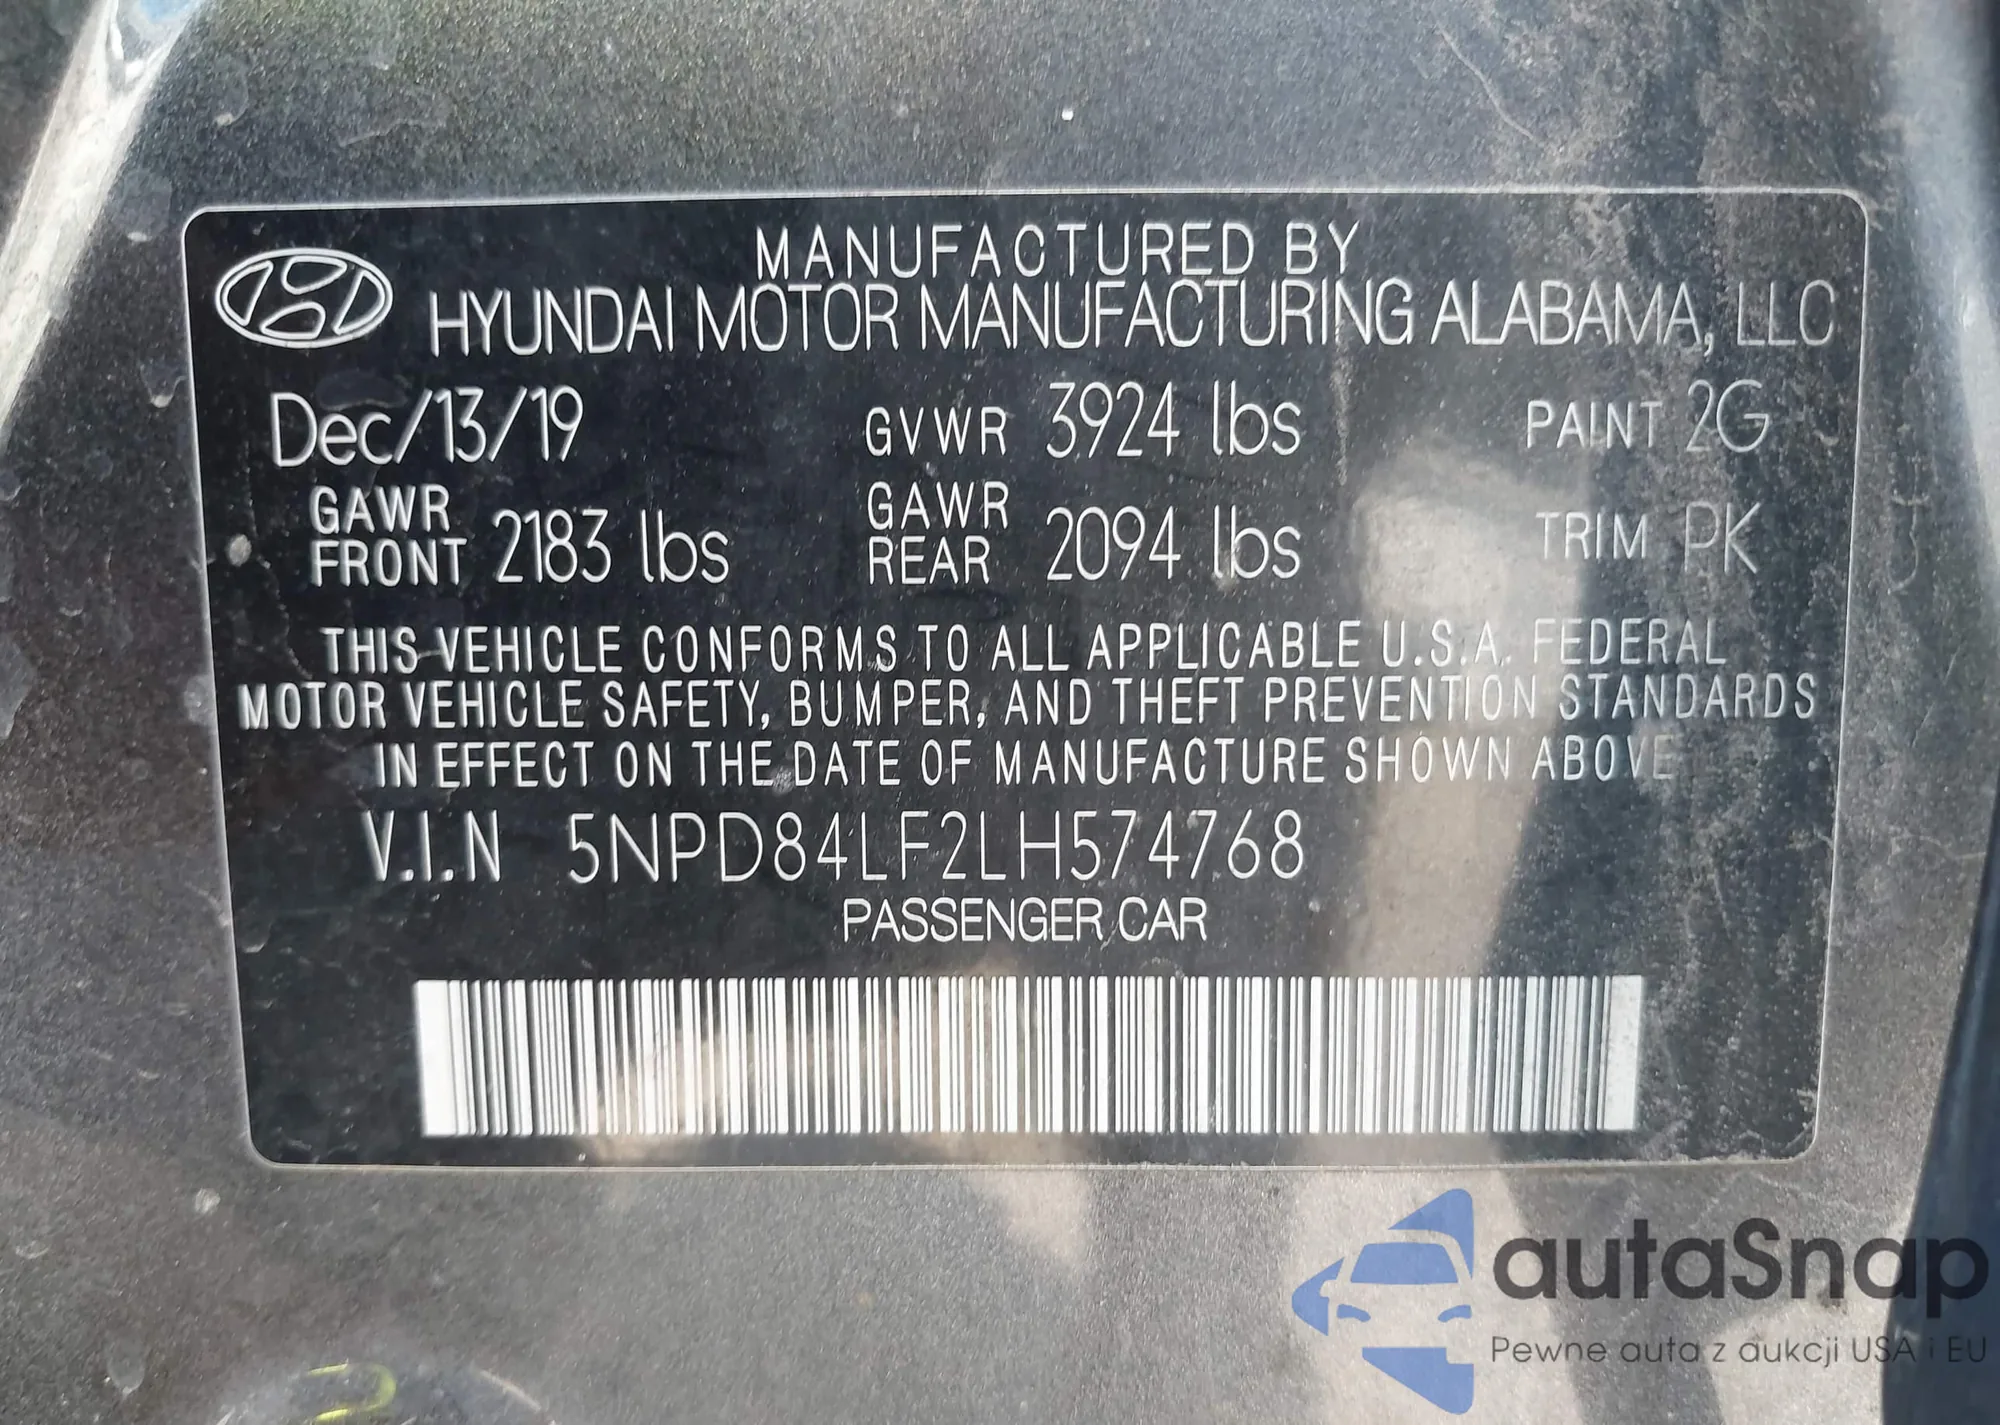 MANUFACTURED BY
HYUNDAI MOTOR MANUFACTURING ALABAMA, LLC
Dec/13/19 GVWR 3924 lbs PAINT 2G
GAWR FRONT 2183 lbs GAWR REAR 2094 lbs TRIM PK
THIS VEHICLE CONFORMS TO ALL APPLICABLE U.S.A. FEDERAL
MOTOR VEHICLE SAFETY, BUMPER, AND THEFT PREVENTION STANDARDS
IN EFFECT ON THE DATE OF MANUFACTURE SHOWN ABOVE
V.I.N 5NPD84LF2LH574768
PASSENGER CAR
autaSnap
Pewne auta z aukcji USA i EU